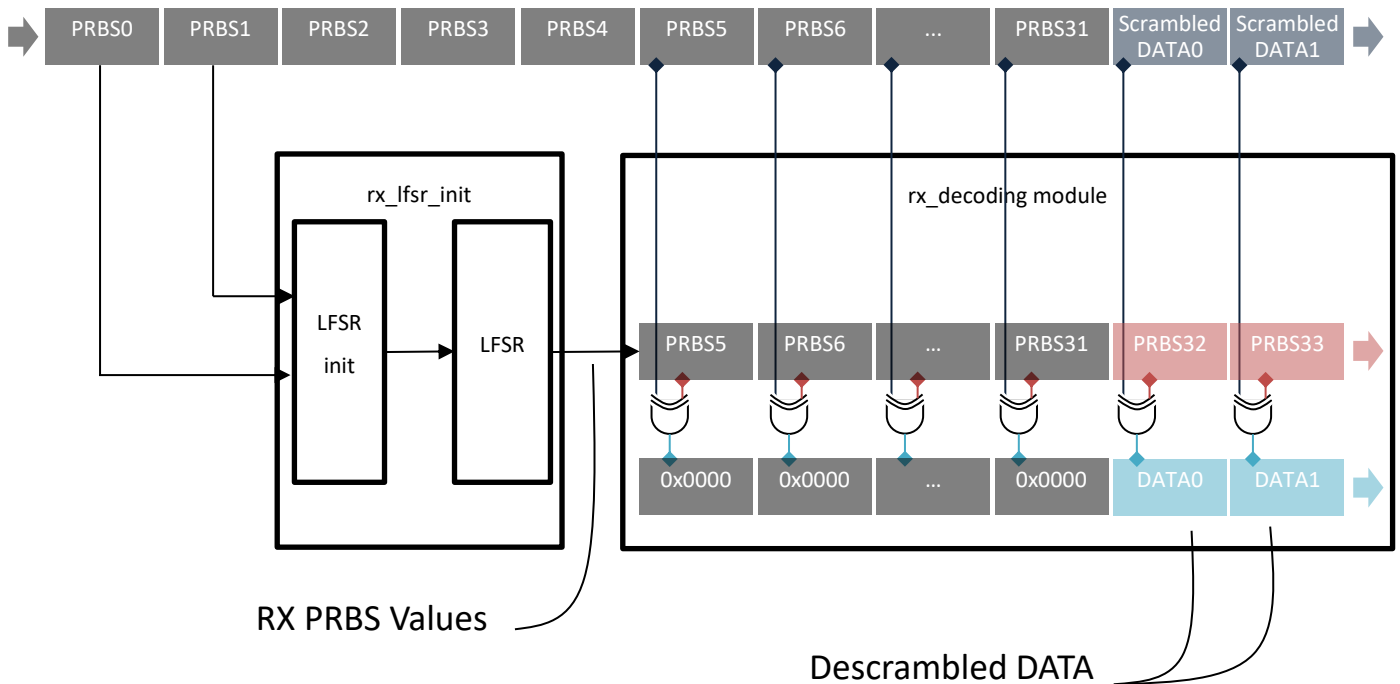 PRBS0 PRBS1 PRBS2 PRBS3 PRBS4 PRBS5 PRBS6 ... PRBS31 Scrambled DATA0 Scrambled DATA1
rx_lfsr_init
rx_decoding module
LFSR
init
LFSR
PRBS5 PRBS6 ... PRBS31 PRBS32 PRBS33
0x0000 0x0000 ... 0x0000 DATA0 DATA1
RX PRBS Values
Descrambled DATA